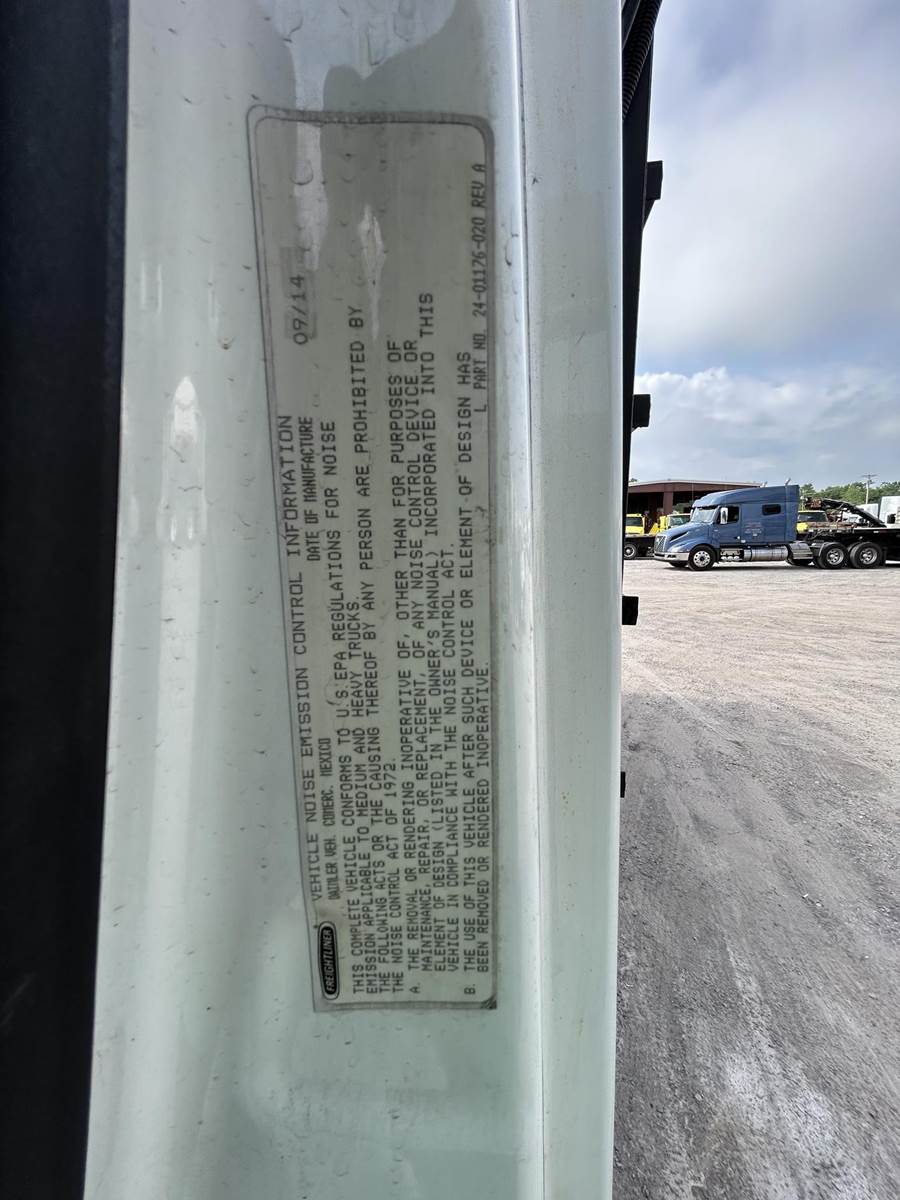 VEHICLE NOISE EMISSION CONTROL INFORMATION
FREIGHTLINER
DAIMLER VEH. COMERC. MEXICO DATE OF MANUFACTURE 09/14
THIS COMPLETE VEHICLE CONFORMS TO U.S. EPA REGULATIONS FOR NOISE
EMISSION APPLICABLE TO MEDIUM AND HEAVY TRUCKS.
THE FOLLOWING ACTS OR THE CAUSING THEREOF BY ANY PERSON ARE PROHIBITED BY
THE NOISE CONTROL ACT OF 1972.
A. THE REMOVAL OR RENDERING INOPERATIVE OF, OTHER THAN FOR PURPOSES OF
MAINTENANCE, REPAIR, OR REPLACEMENT, OF ANY NOISE CONTROL DEVICE OR
ELEMENT OF DESIGN (LISTED IN THE OWNER'S MANUAL) INCORPORATED INTO THIS
VEHICLE IN COMPLIANCE WITH THE NOISE CONTROL ACT.
B. THE USE OF THIS VEHICLE AFTER SUCH DEVICE OR ELEMENT OF DESIGN HAS
BEEN REMOVED OR RENDERED INOPERATIVE.
L PART NO. 24-01176-020 REV A